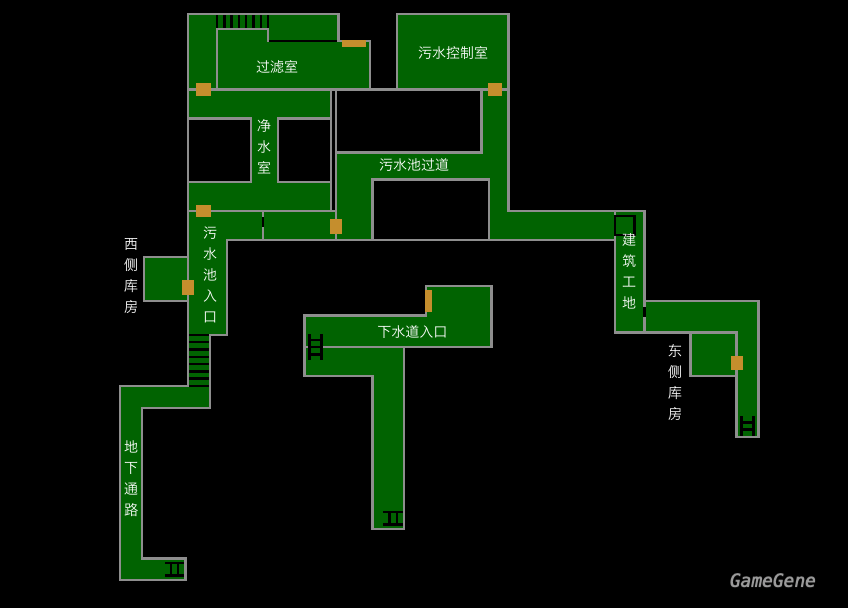 污水控制室
过滤室
净水室
污水池过道
污水池入口
西侧库房
建筑工地
下水道入口
东侧库房
地下通路
GameGene